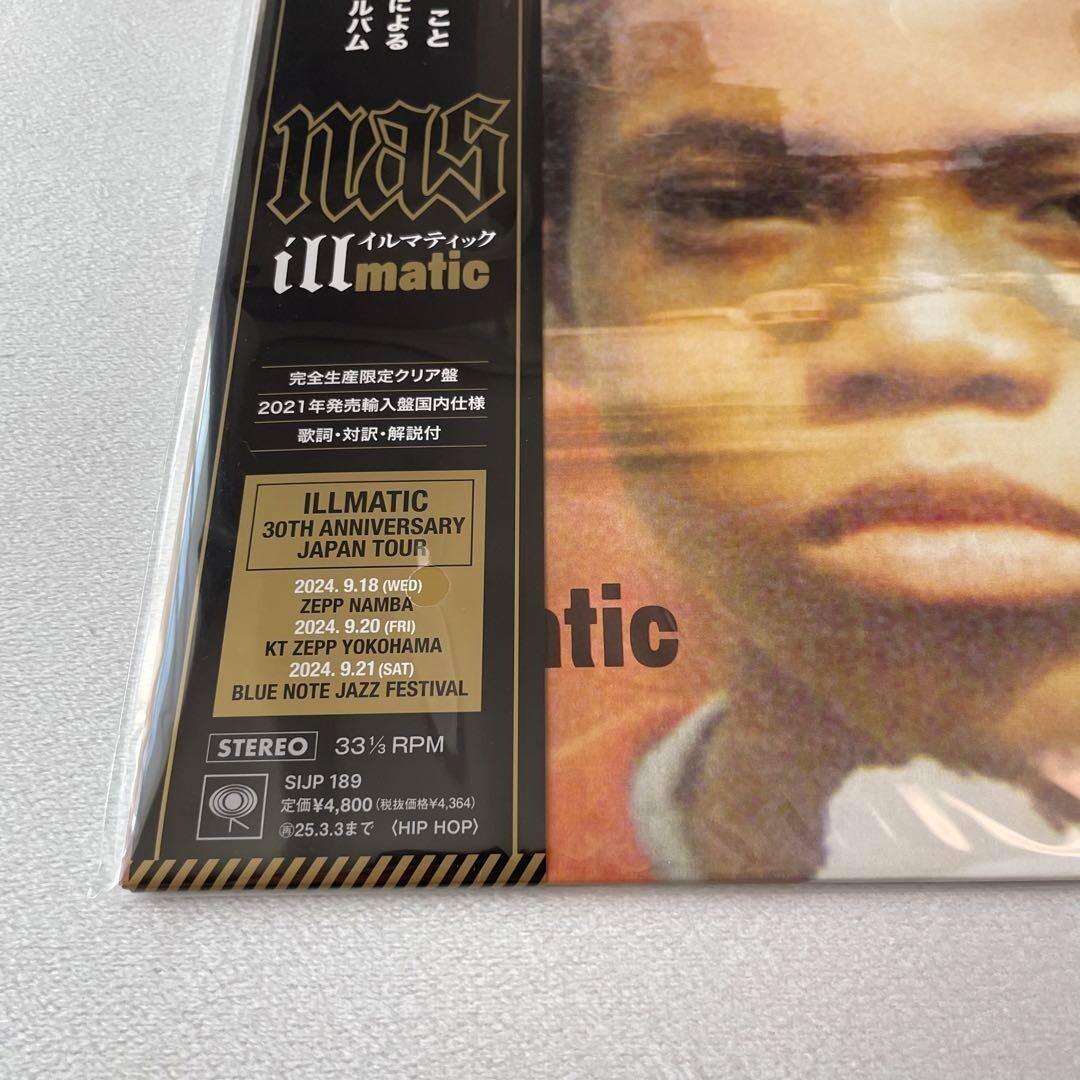 こと
による
ルバム
nas
イルマティック
illmatic
完全生産限定クリア盤
2021年発売輸入盤国内仕様
歌詞・対訳・解説付
ILLMATIC
30TH ANNIVERSARY
JAPAN TOUR
2024. 9.18 (WED)
ZEPP NAMBA
2024. 9.20 (FRI)
KT ZEPP YOKOHAMA
2024. 9.21 (SAT)
BLUE NOTE JAZZ FESTIVAL
STEREO 33 ⅓ RPM
SIJP 189
定価¥4,800 (税抜価格¥4,364)
㊞25.3.3まで 〈HIP HOP〉
atic